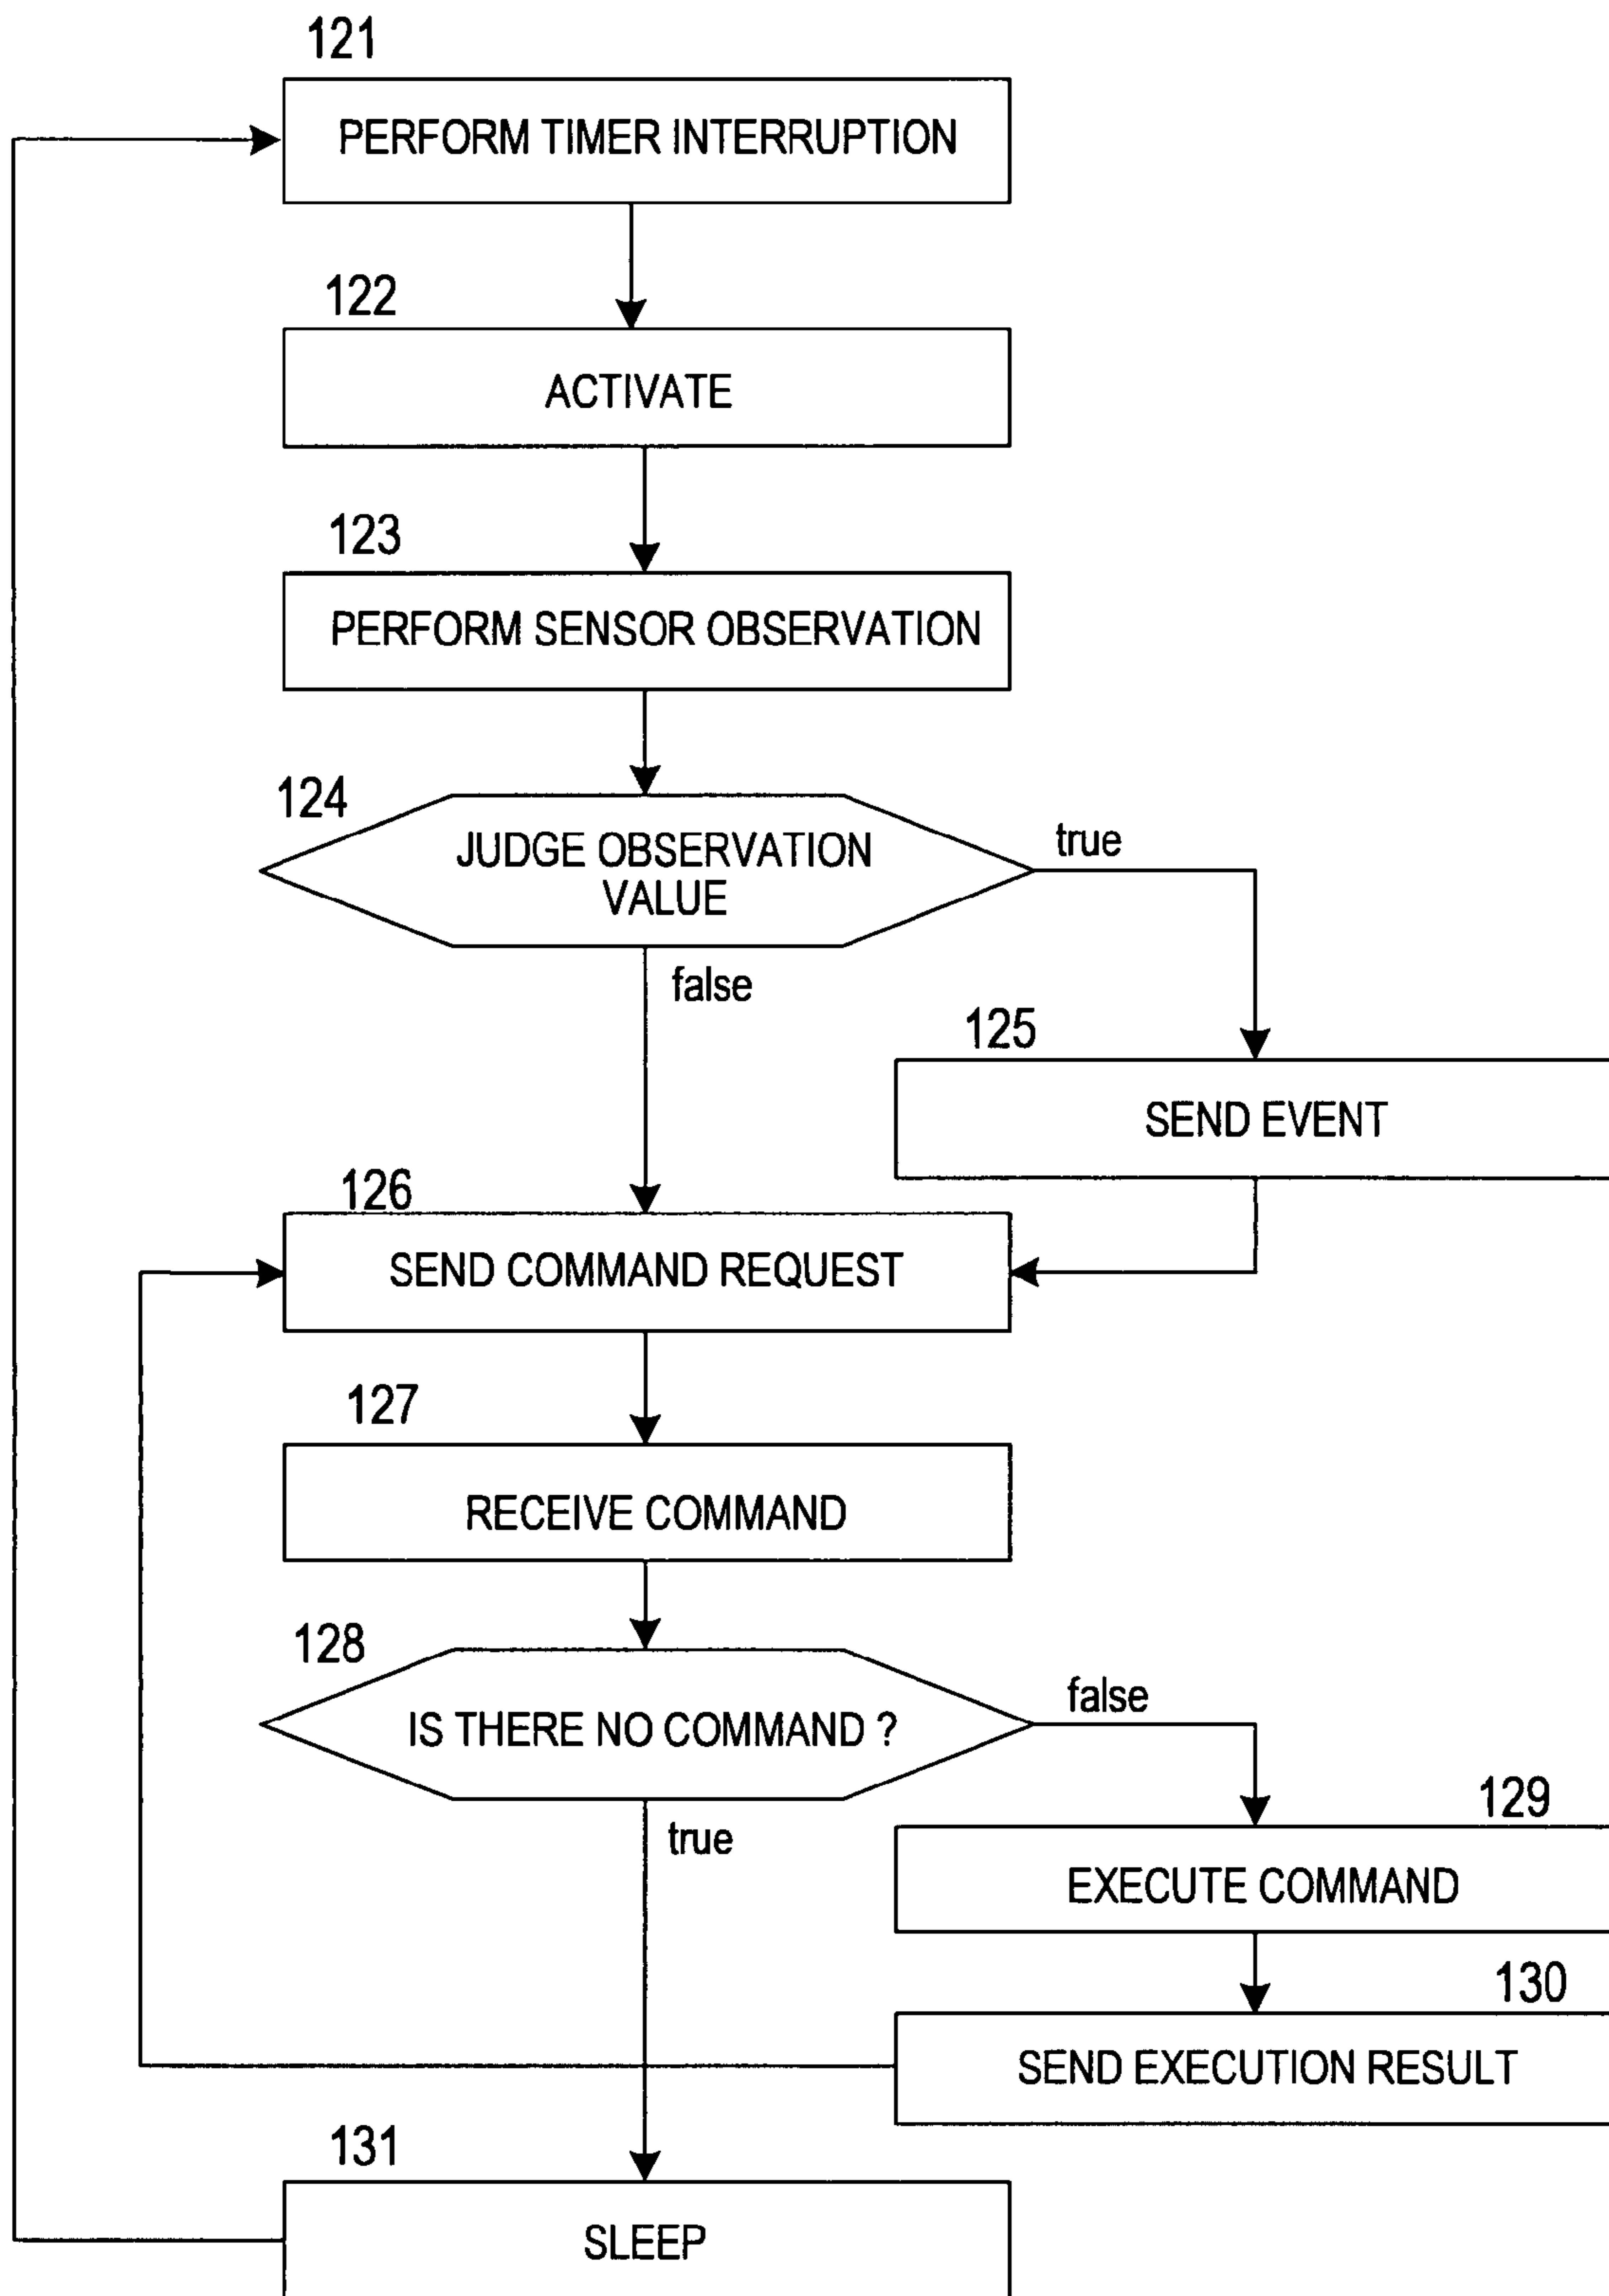 121
PERFORM TIMER INTERRUPTION
122
ACTIVATE
123
PERFORM SENSOR OBSERVATION
124
JUDGE OBSERVATION
VALUE
true
false
125
SEND EVENT
126
SEND COMMAND REQUEST
127
RECEIVE COMMAND
128
IS THERE NO COMMAND ?
false
true
129
EXECUTE COMMAND
130
SEND EXECUTION RESULT
131
SLEEP